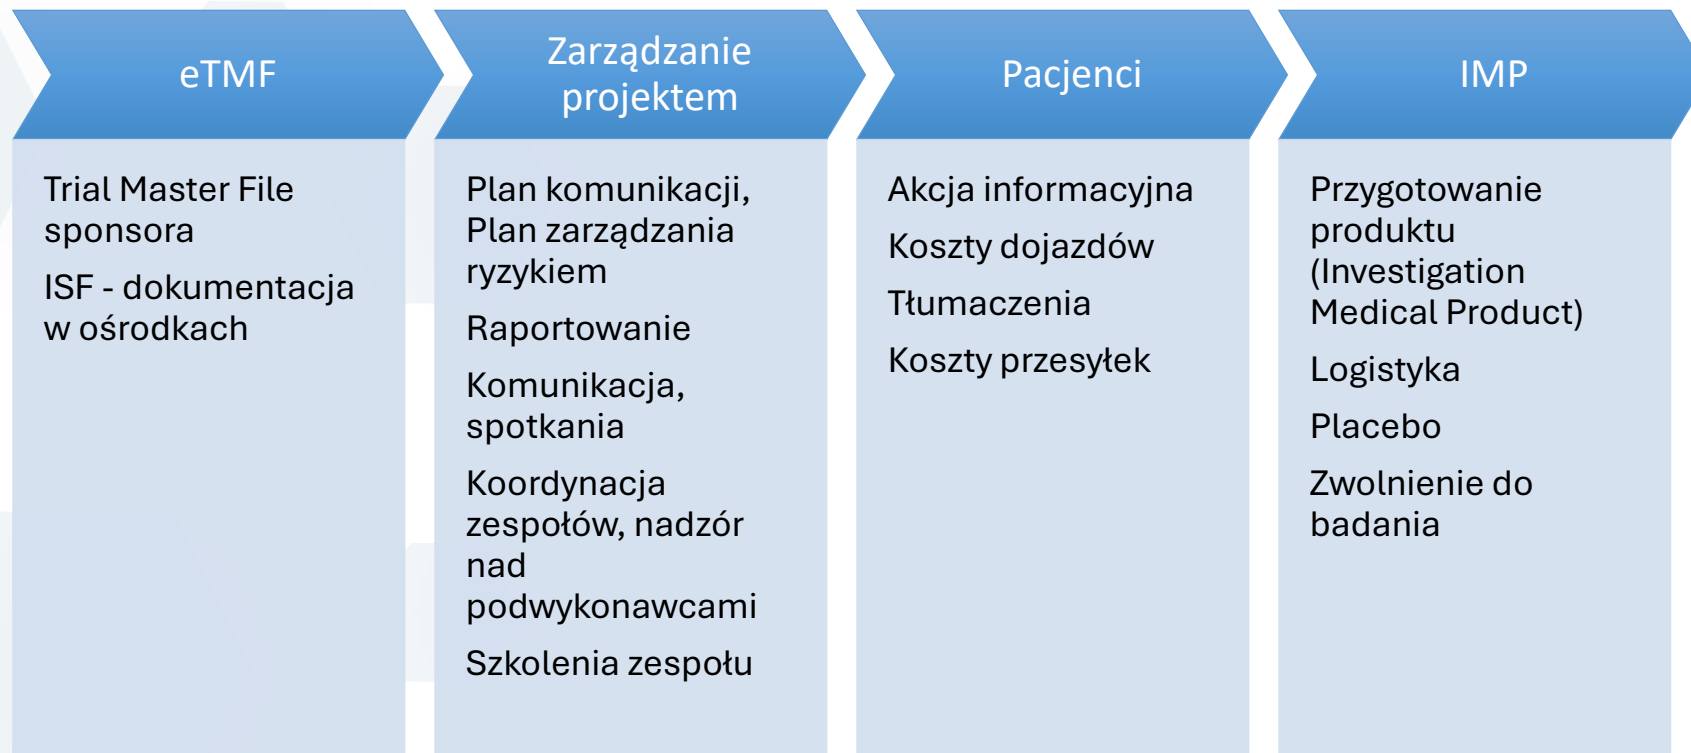 eTMF
Trial Master File
sponsora
ISF - dokumentacja
w ośrodkach
Zarządzanie
projektem
Plan komunikacji,
Plan zarządzania
ryzykiem
Raportowanie
Komunikacja,
spotkania
Koordynacja
zespołów, nadzór
nad
podwykonawcami
Szkolenia zespołu
Pacjenci
Akcja informacyjna
Koszty dojazdów
Tłumaczenia
Koszty przesyłek
IMP
Przygotowanie
produktu
(Investigation
Medical Product)
Logistyka
Placebo
Zwolnienie do
badania